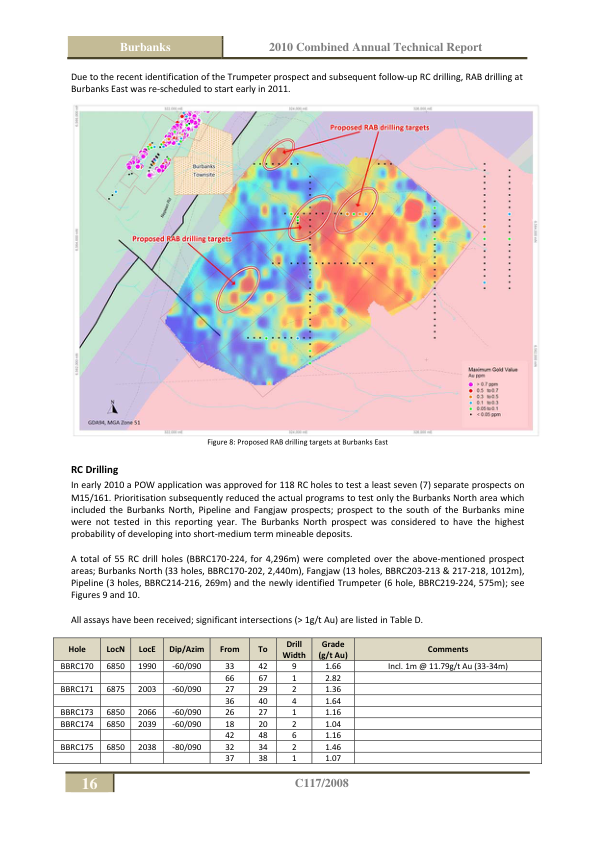 Burbanks
2010 Combined Annual Technical Report
Due to the recent identification of the Trumpeter prospect and subsequent follow-up RC drilling, RAB drilling at
Burbanks East was re-scheduled to start early in 2011.
Proposed RAB drilling targets
Burbanks
Townsite
Proposed RAB drilling targets
Maximum Gold Value
Au ppm
> 0.7 ppm
0.5 to 0.7
0.3 to 0.5
0.1 to 0.3
0.05 to 0.1
< 0.05 ppm
N
GDA94, MGA Zone 51
Figure 8: Proposed RAB drilling targets at Burbanks East
RC Drilling
In early 2010 a POW application was approved for 118 RC holes to test a least seven (7) separate prospects on
M15/161. Prioritisation subsequently reduced the actual programs to test only the Burbanks North area which
included the Burbanks North, Pipeline and Fangjaw prospects; prospect to the south of the Burbanks mine
were not tested in this reporting year. The Burbanks North prospect was considered to have the highest
probability of developing into short-medium term mineable deposits.
A total of 55 RC drill holes (BBRC170-224, for 4,296m) were completed over the above-mentioned prospect
areas; Burbanks North (33 holes, BBRC170-202, 2,440m), Fangjaw (13 holes, BBRC203-213 & 217-218, 1012m),
Pipeline (3 holes, BBRC214-216, 269m) and the newly identified Trumpeter (6 hole, BBRC219-224, 575m); see
Figures 9 and 10.
All assays have been received; significant intersections (> 1g/t Au) are listed in Table D.
Hole LocN LocE Dip/Azim From To Drill Width Grade (g/t Au) Comments
BBRC170 6850 1990 -60/090 33 42 9 1.66 Incl. 1m @ 11.79g/t Au (33-34m)
66 67 1 2.82
BBRC171 6875 2003 -60/090 27 29 2 1.36
36 40 4 1.64
BBRC173 6850 2066 -60/090 26 27 1 1.16
BBRC174 6850 2039 -60/090 18 20 2 1.04
42 48 6 1.16
BBRC175 6850 2038 -80/090 32 34 2 1.46
37 38 1 1.07
16
C117/2008